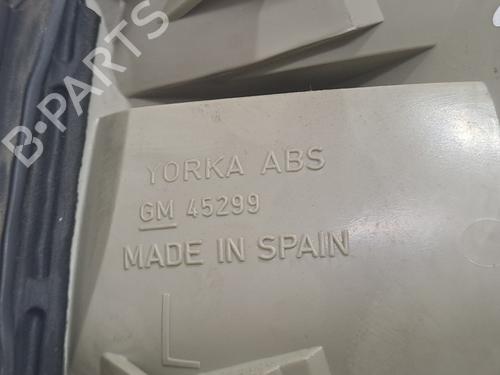 B-PARTS
YORKA ABS
GM 45299
MADE IN SPAIN
L